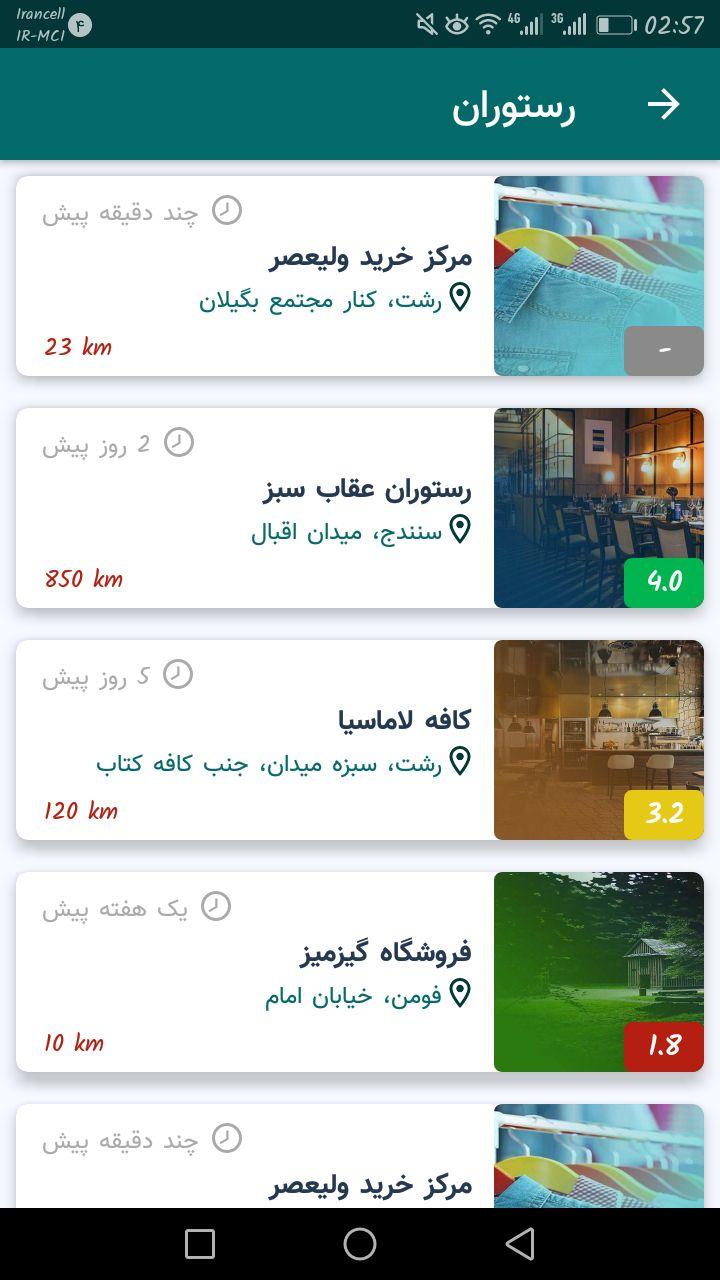 Irancell
IR-MCI
۴
4G
3G
02:57
رستوران
چند دقیقه پیش
مرکز خرید ولیعصر
رشت، کنار مجتمع بگیلان
23 km
-
2 روز پیش
رستوران عقاب سبز
سنندج، میدان اقبال
850 km
4.0
5 روز پیش
کافه لاماسیا
رشت، سبزه میدان، جنب کافه کتاب
120 km
3.2
یک هفته پیش
فروشگاه گیزمیز
فومن، خیابان امام
10 km
1.8
چند دقیقه پیش
مرکز خرید ولیعصر